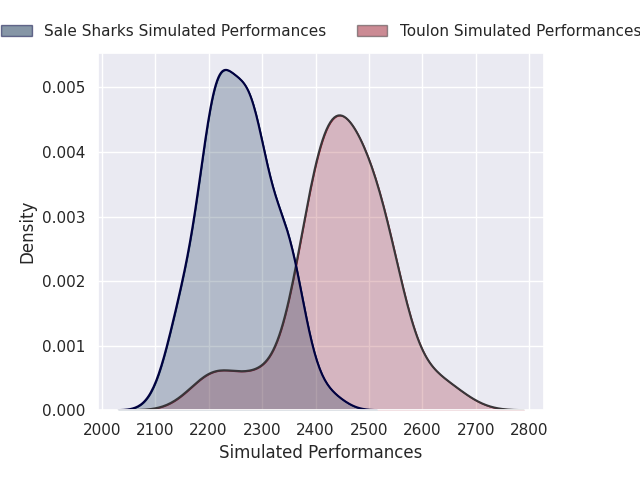 Sale Sharks Simulated Performances
Toulon Simulated Performances
0.005
0.004
0.003
0.002
0.001
0.000
Density
2000 2100 2200 2300 2400 2500 2600 2700 2800
Simulated Performances